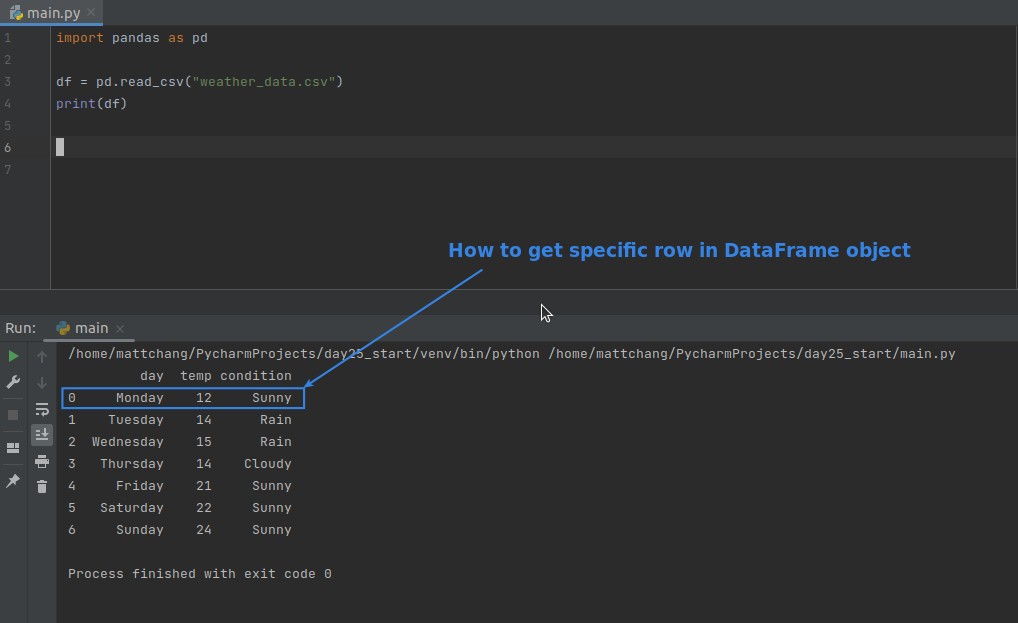 main.py
1 import pandas as pd
2
3 df = pd.read_csv("weather_data.csv")
4 print(df)
5
6
7
How to get specific row in DataFrame object
Run: main
/home/mattchang/PycharmProjects/day25_start/venv/bin/python /home/mattchang/PycharmProjects/day25_start/main.py
day temp condition
0 Monday 12 Sunny
1 Tuesday 14 Rain
2 Wednesday 15 Rain
3 Thursday 14 Cloudy
4 Friday 21 Sunny
5 Saturday 22 Sunny
6 Sunday 24 Sunny
Process finished with exit code 0